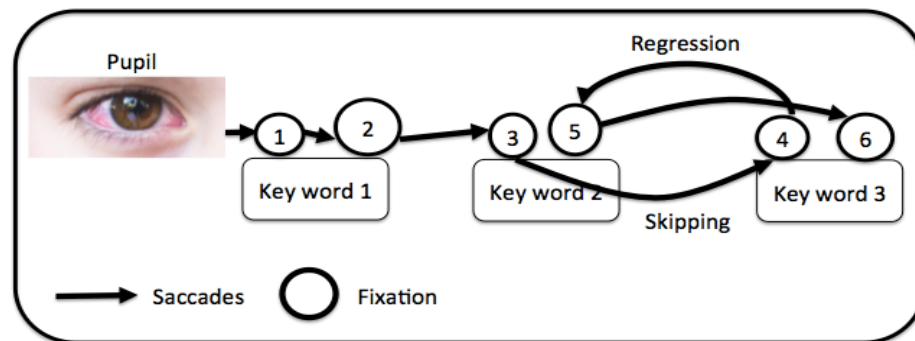 Regression
Pupil
1
2
3
5
4
6
Key word 1
Key word 2
Key word 3
Skipping
Saccades
Fixation